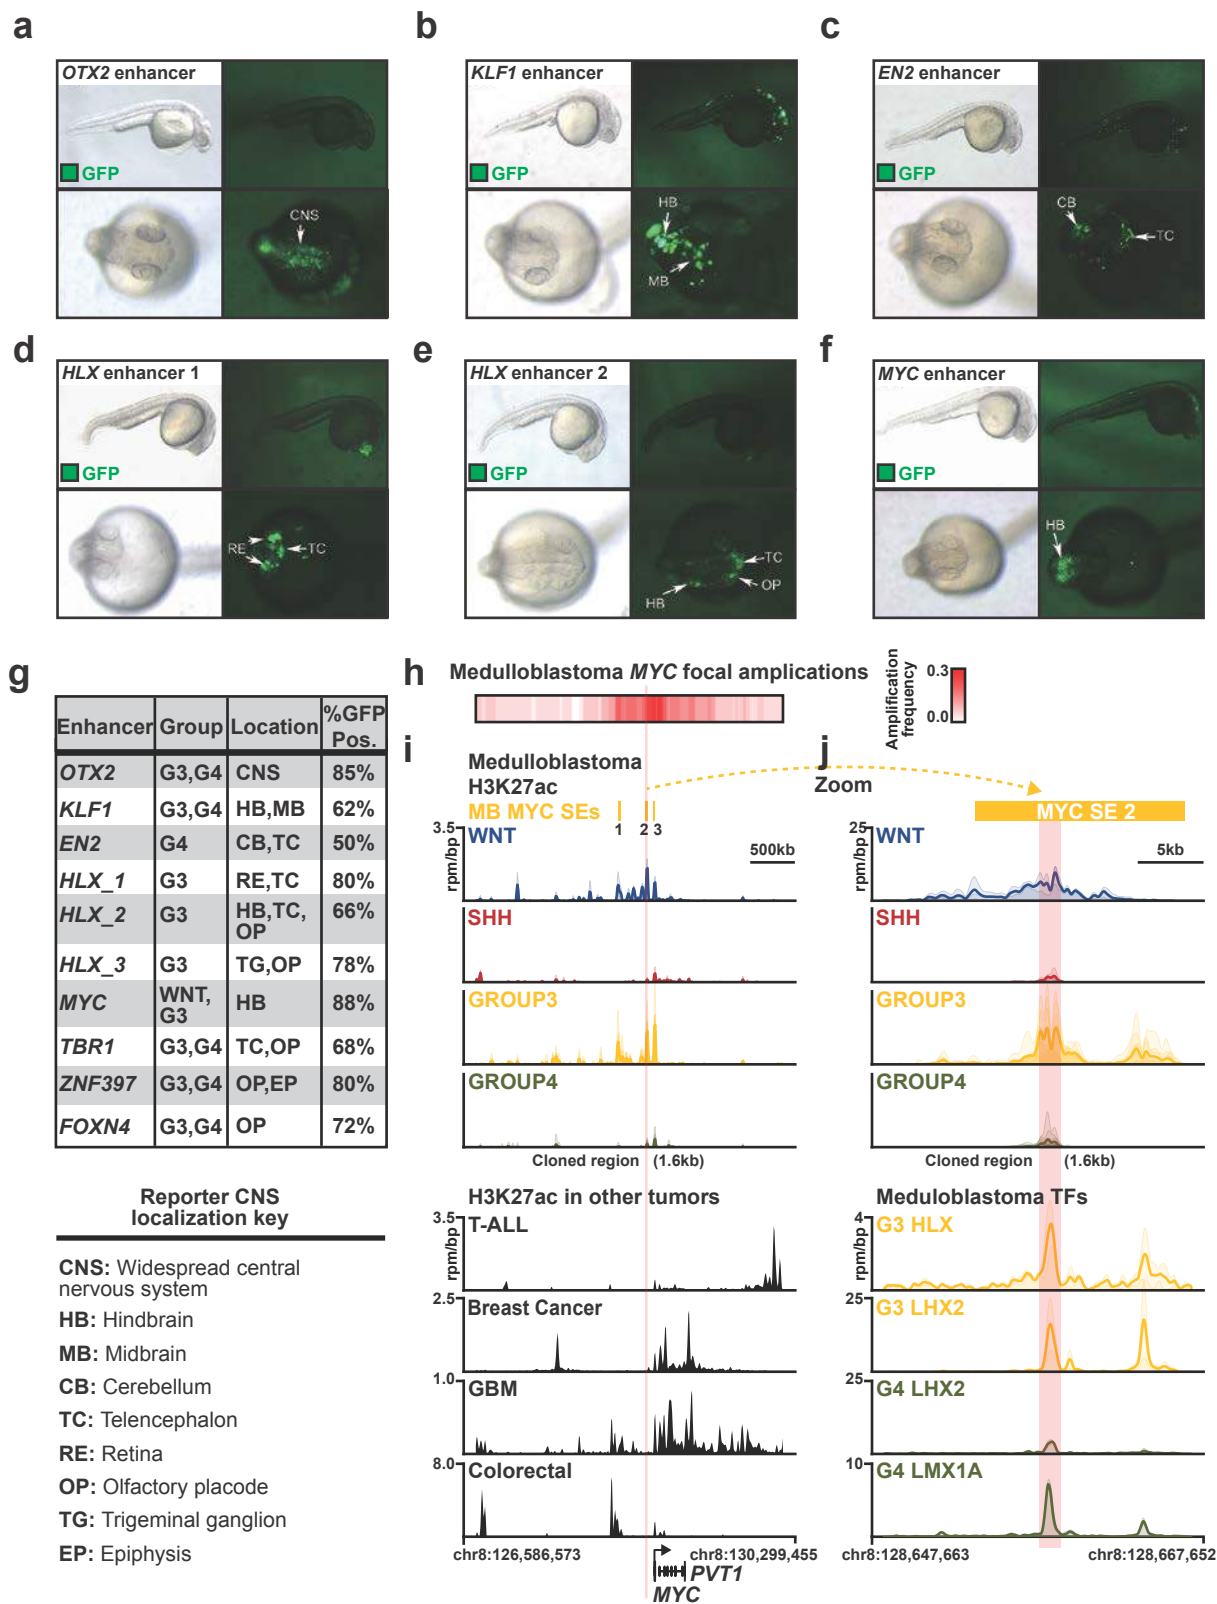 a
OTX2 enhancer
GFP
CNS
b
KLF1 enhancer
GFP
HB
MB
c
EN2 enhancer
GFP
CB
TC
d
HLX enhancer 1
GFP
RE
TC
e
HLX enhancer 2
GFP
TC
OP
HB
f
MYC enhancer
GFP
HB
g
Enhancer Group Location %GFP Pos.
OTX2 G3,G4 CNS 85%
KLF1 G3,G4 HB,MB 62%
EN2 G4 CB,TC 50%
HLX_1 G3 RE,TC 80%
HLX_2 G3 HB,TC, OP 66%
HLX_3 G3 TG,OP 78%
MYC WNT, G3 HB 88%
TBR1 G3,G4 TC,OP 68%
ZNF397 G3,G4 OP,EP 80%
FOXN4 G3,G4 OP 72%
Reporter CNS
localization key
CNS: Widespread central
nervous system
HB: Hindbrain
MB: Midbrain
CB: Cerebellum
TC: Telencephalon
RE: Retina
OP: Olfactory placode
TG: Trigeminal ganglion
EP: Epiphysis
h
Medulloblastoma MYC focal amplications
Amplification
frequency
0.3
0.0
i
Medulloblastoma
H3K27ac
MB MYC SEs
1 2 3
3.5
rpm/bp
WNT
500kb
SHH
GROUP3
GROUP4
Cloned region (1.6kb)
H3K27ac in other tumors
3.5
rpm/bp
T-ALL
2.5
Breast Cancer
1.0
GBM
8.0
Colorectal
chr8:126,586,573 chr8:130,299,455
PVT1
MYC
j
Zoom
MYC SE 2
25
rpm/bp
WNT
5kb
SHH
GROUP3
GROUP4
Cloned region (1.6kb)
Meduloblastoma TFs
4
rpm/bp
G3 HLX
25
G3 LHX2
25
G4 LHX2
10
G4 LMX1A
chr8:128,647,663 chr8:128,667,652